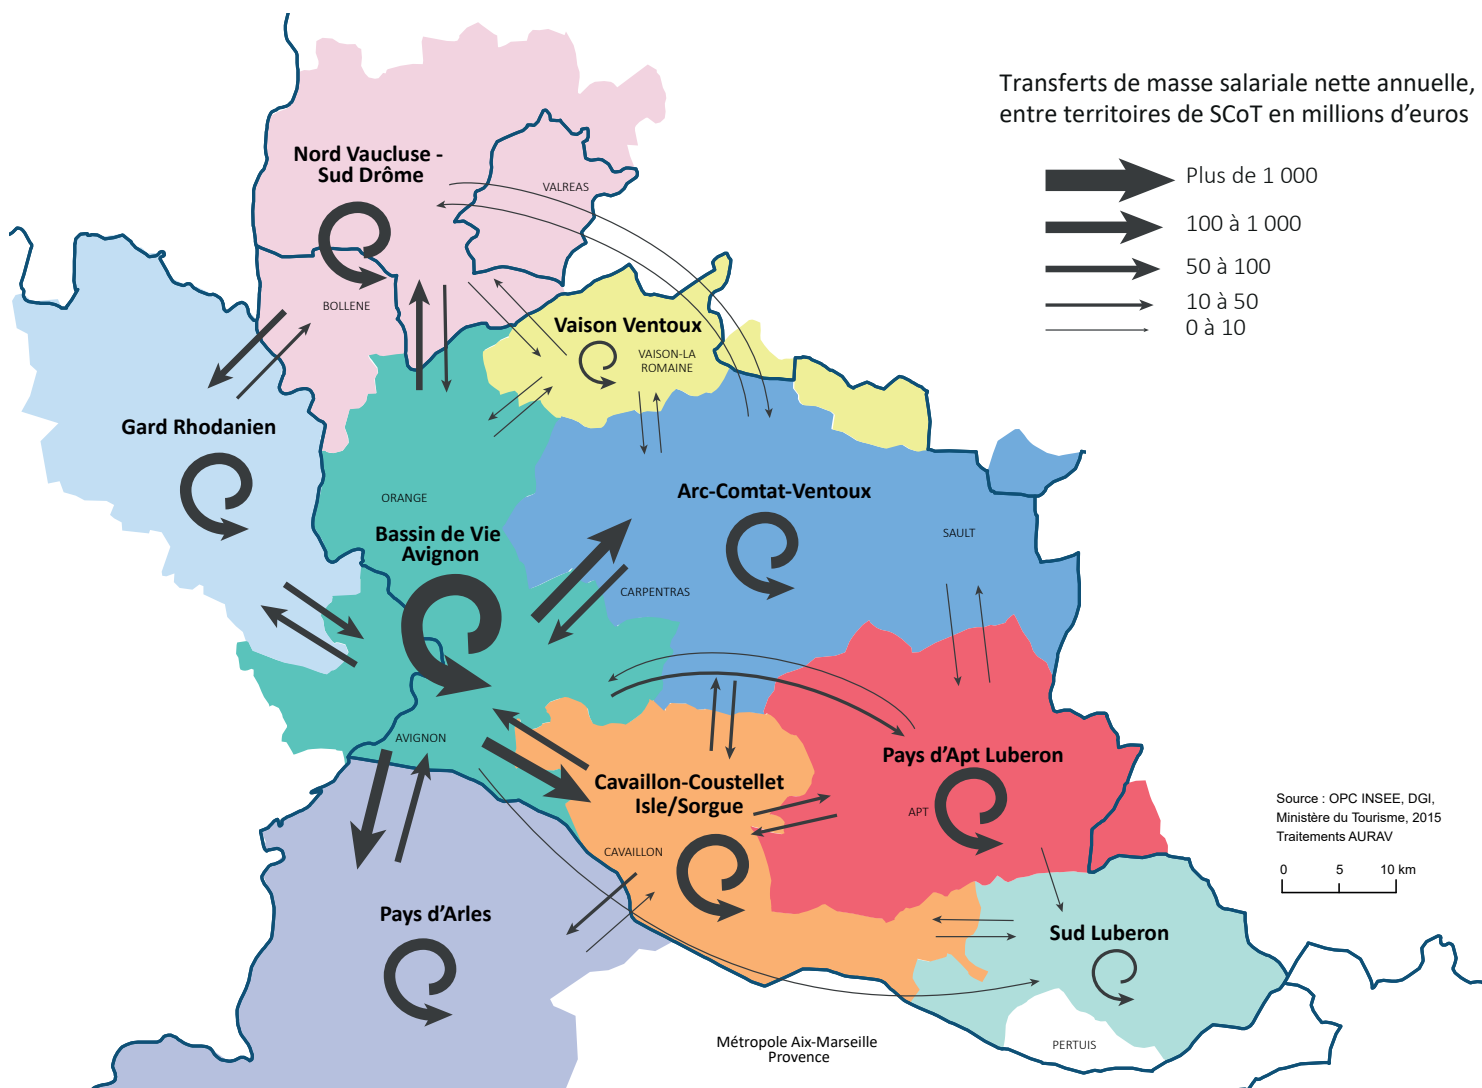 Transferts de masse salariale nette annuelle,
entre territoires de SCoT en millions d'euros
Plus de 1 000
100 à 1 000
50 à 100
10 à 50
0 à 10
Nord Vaucluse -
Sud Drôme
VALREAS
BOLLENE
Vaison Ventoux
VAISON-LA
ROMAINE
Gard Rhodanien
ORANGE
Arc-Comtat-Ventoux
Bassin de Vie
Avignon
SAULT
CARPENTRAS
AVIGNON
Pays d'Apt Luberon
Cavaillon-Coustellet
Isle/Sorgue
APT
CAVAILLON
Source : OPC INSEE, DGI,
Ministère du Tourisme, 2015
Traitements AURAV
0 5 10 km
Pays d'Arles
Sud Luberon
Métropole Aix-Marseille
Provence
PERTUIS